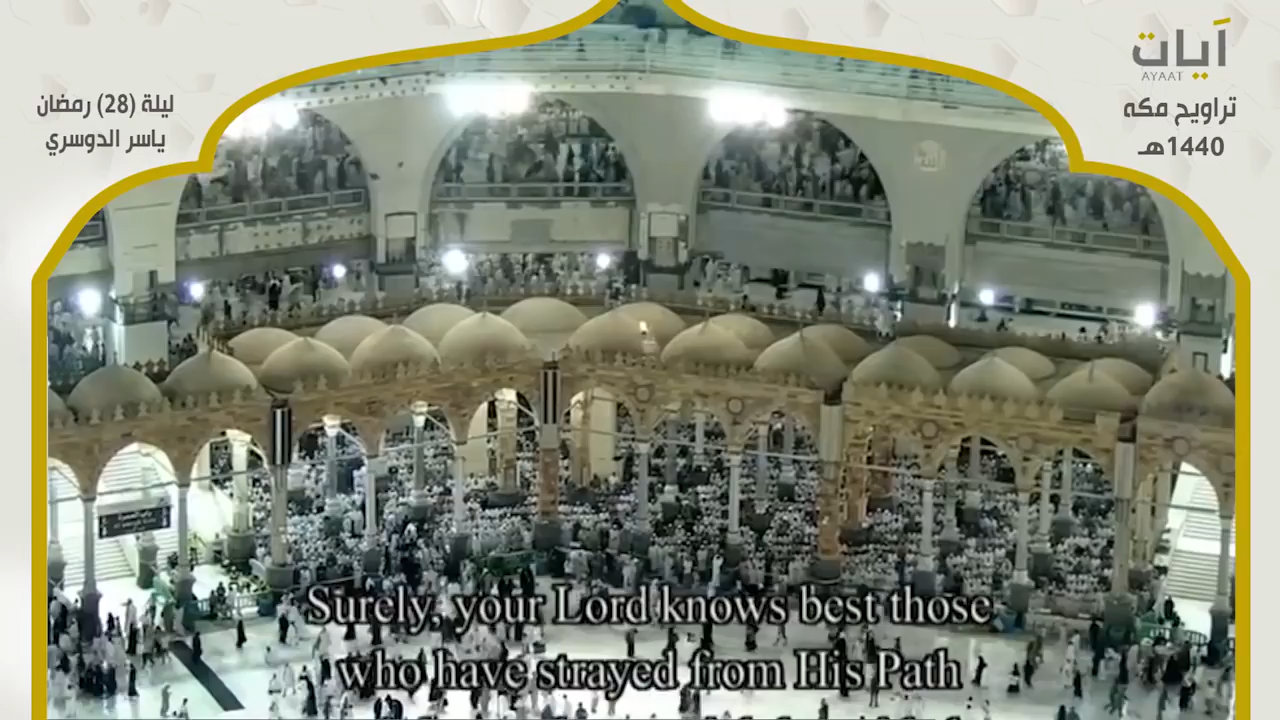 آيات
AYAAT
تراويح مكه
1440هـ
ليلة (28) رمضان
ياسر الدوسري
Surely, your Lord knows best those
who have strayed from His Path